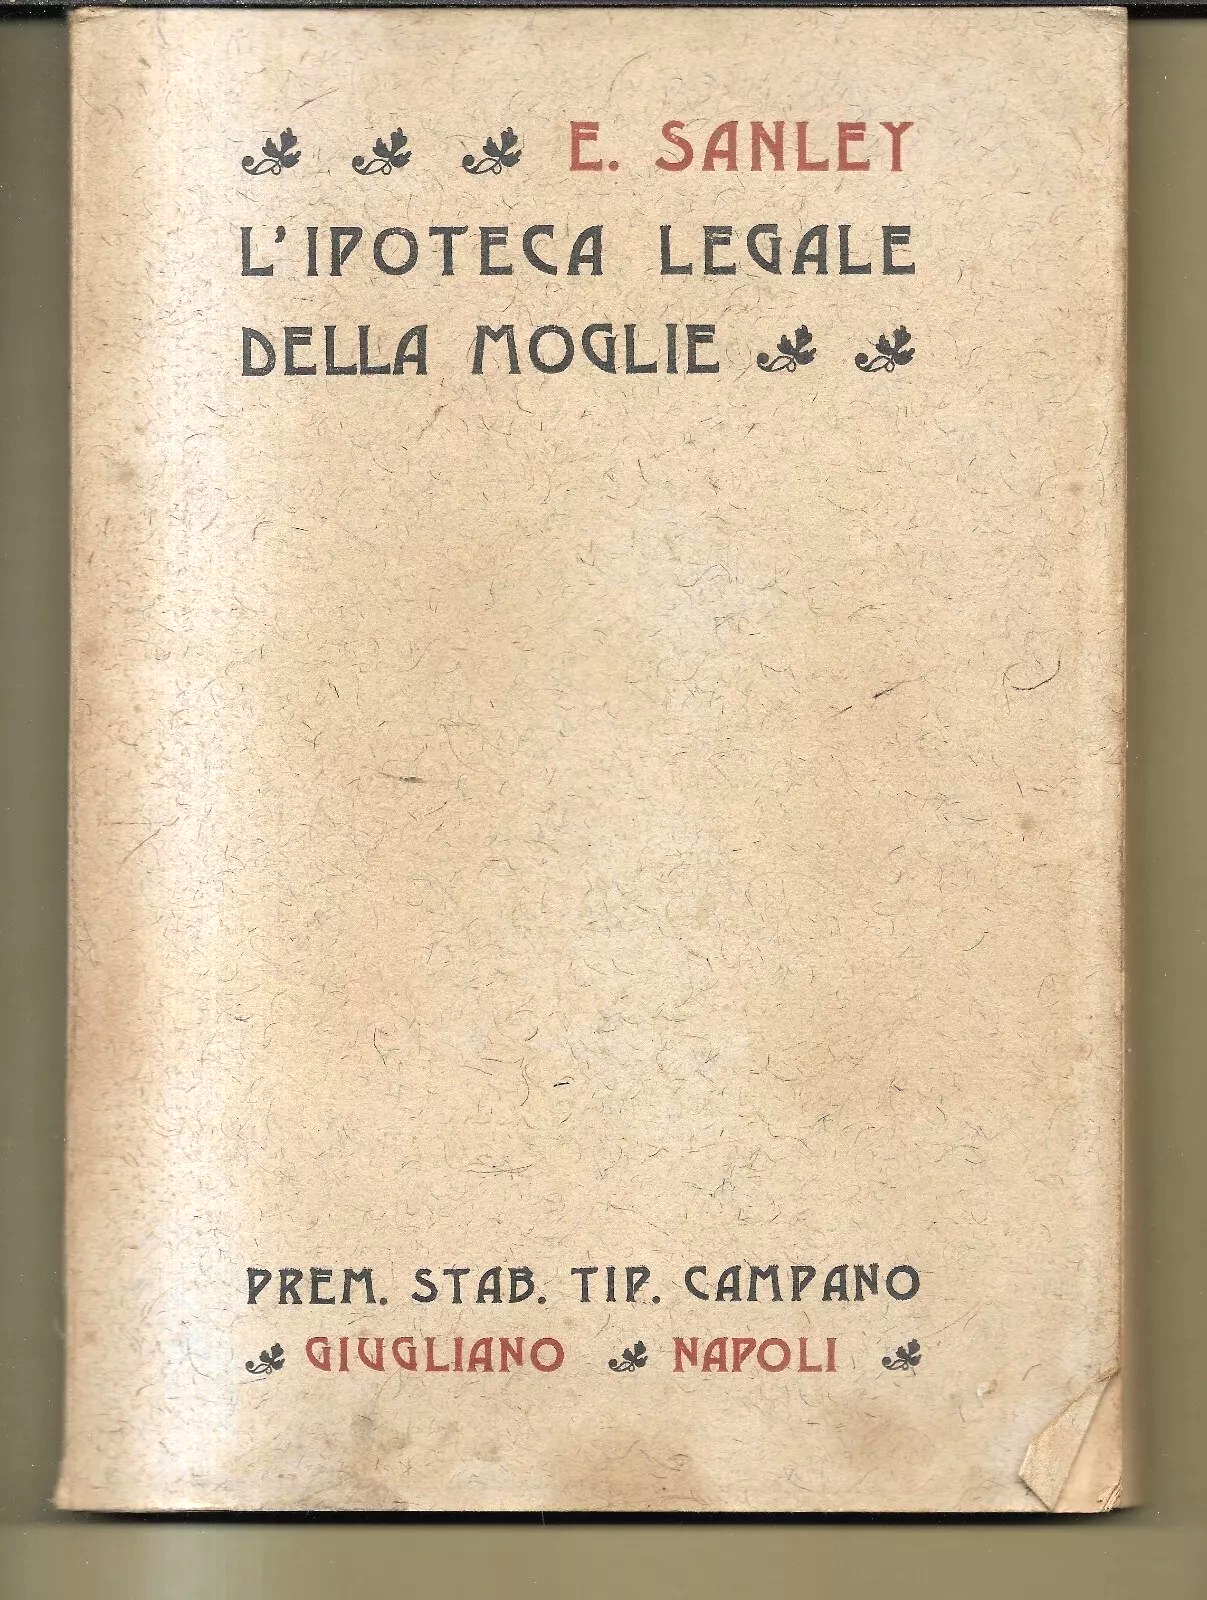 E. SANLEY
L'IPOTECA LEGALE
DELLA MOGLIE
PREM. STAB. TIP. CAMPANO
GIUGLIANO NAPOLI